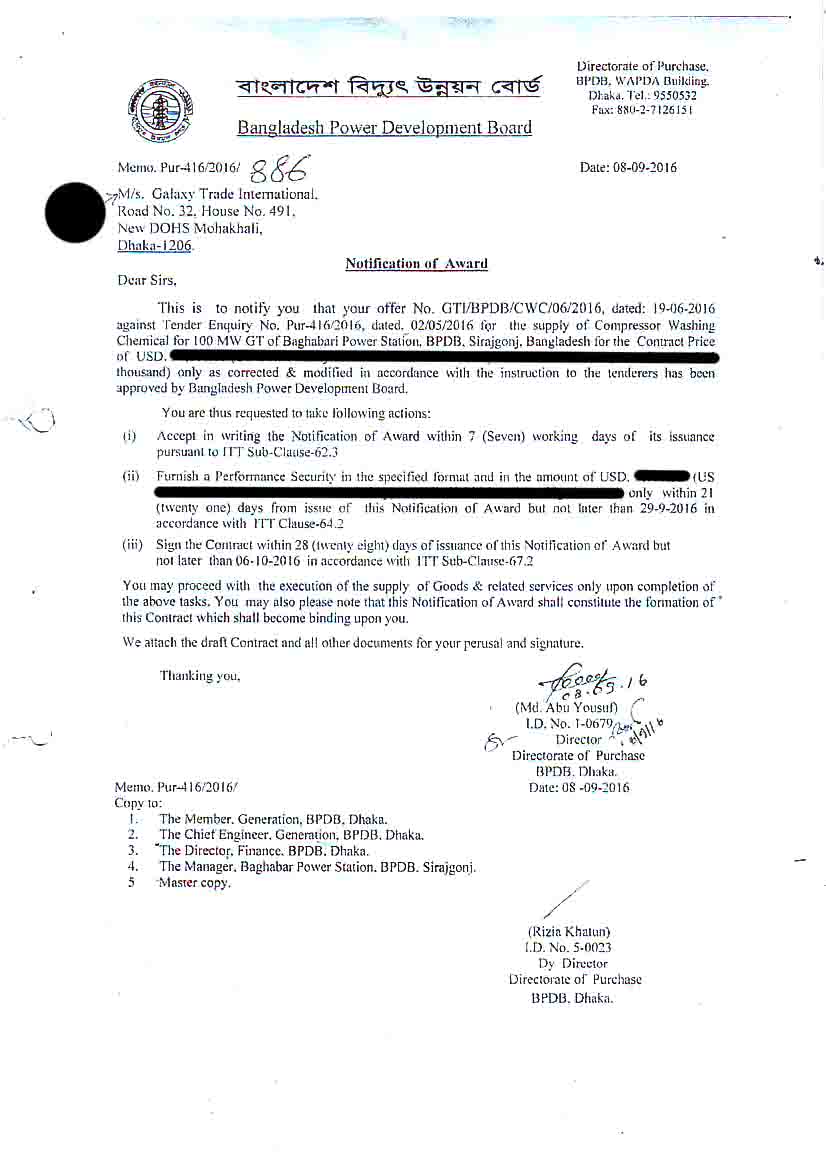 Directorate of Purchase.
BPDB, WAPDA Building.
Dhaka. Tel.: 9550532
Fax: 880-2-7126151
বাংলাদেশ বিদ্যুৎ উন্নয়ন বোর্ড
Bangladesh Power Development Board
Memo. Pur-416/2016/ 886
Date: 08-09-2016
M/s. Galaxy Trade International,
Road No. 32, House No. 491,
New DOHS Mohakhali,
Dhaka-1206.
Notification of Award
Dear Sirs,
This is to notify you that your offer No. GTI/BPDB/CWC/06/2016, dated: 19-06-2016
against Tender Enquiry No. Pur-416/2016, dated. 02/05/2016 for the supply of Compressor Washing
Chemical for 100 MW GT of Baghabari Power Station, BPDB, Sirajgonj, Bangladesh for the Contract Price
of USD.
thousand) only as corrected & modified in accordance with the instruction to the tenderers has been
approved by Bangladesh Power Development Board.
You are thus requested to take following actions:
(i) Accept in writing the Notification of Award within 7 (Seven) working days of its issuance
pursuant to ITT Sub-Clause-62.3
(ii) Furnish a Performance Security in the specified format and in the amount of USD. (US
only within 21
(twenty one) days from issue of this Notification of Award but not later than 29-9-2016 in
accordance with ITT Clause-64.2
(iii) Sign the Contract within 28 (twenty eight) days of issuance of this Notification of Award but
not later than 06-10-2016 in accordance with ITT Sub-Clause-67.2
You may proceed with the execution of the supply of Goods & related services only upon completion of
the above tasks. You may also please note that this Notification of Award shall constitute the formation of
this Contract which shall become binding upon you.
We attach the draft Contract and all other documents for your perusal and signature.
Thanking you,
08.09.16
(Md. Abu Yousuf)
I.D. No. 1-0679
Director
Directorate of Purchase
BPDB. Dhaka.
Date: 08 -09-2016
Memo. Pur-416/2016/
Copy to:
1. The Member, Generation, BPDB, Dhaka.
2. The Chief Engineer, Generation, BPDB. Dhaka.
3. The Director, Finance. BPDB. Dhaka.
4. The Manager, Baghabar Power Station. BPDB. Sirajgonj.
5 Master copy.
(Rizia Khatun)
I.D. No. 5-0023
Dy Director
Directorate of Purchase
BPDB. Dhaka.